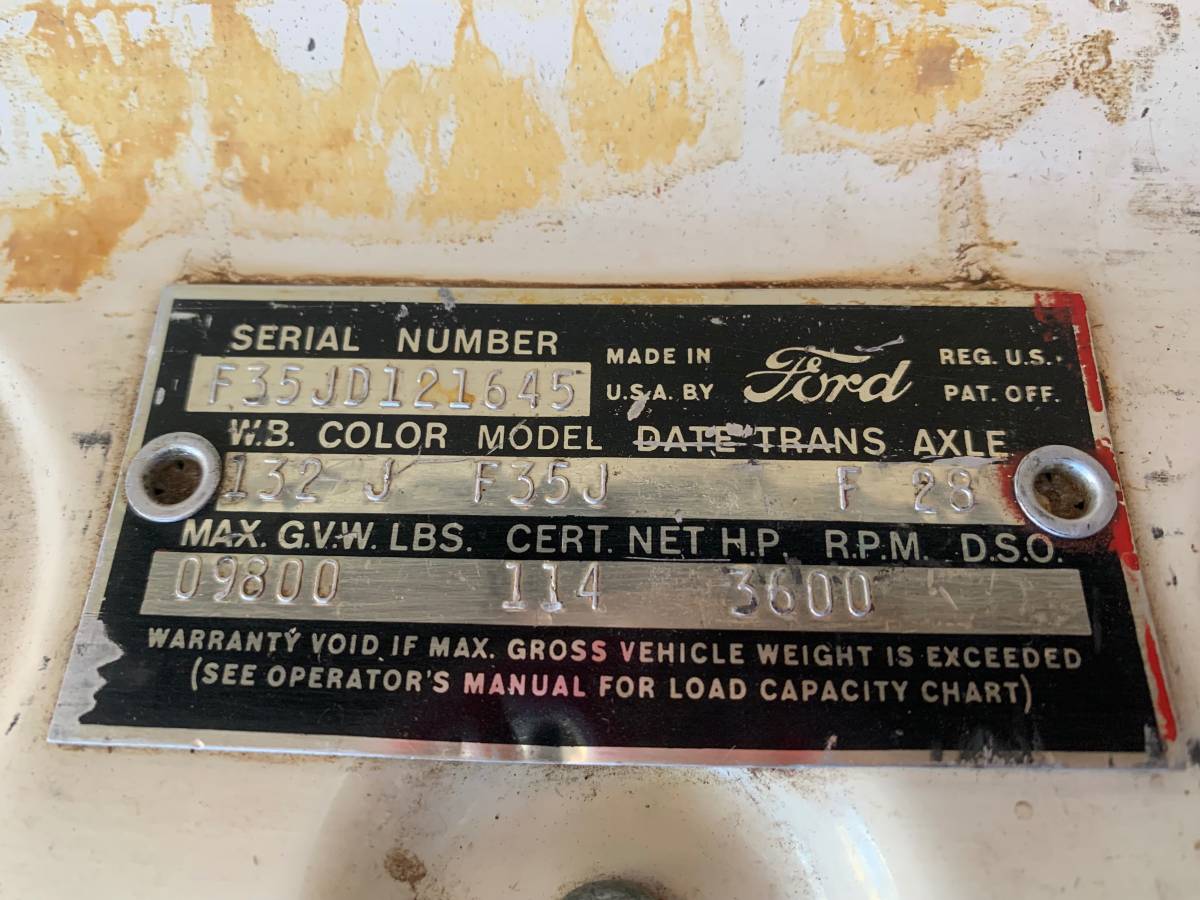 SERIAL NUMBER
F35JD121645
MADE IN
U.S.A. BY
Ford
REG. U.S.
PAT. OFF.
W.B. COLOR MODEL DATE TRANS AXLE
132 J F35J F 28
MAX. G.V.W. LBS. CERT. NET H.P. R.P.M. D.S.O.
09800 114 3600
WARRANTY VOID IF MAX. GROSS VEHICLE WEIGHT IS EXCEEDED
(SEE OPERATOR'S MANUAL FOR LOAD CAPACITY CHART)